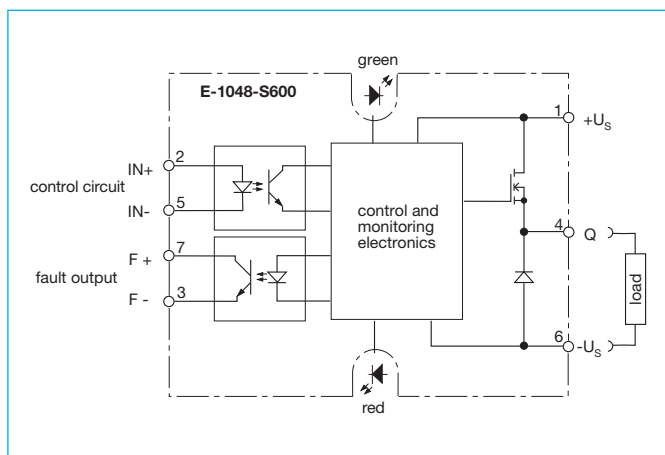 green
E-1048-S600
1
+US
2
IN+
control circuit
5
IN-
control and
monitoring
electronics
4
Q
7
F +
fault output
3
F -
load
6
-US
red